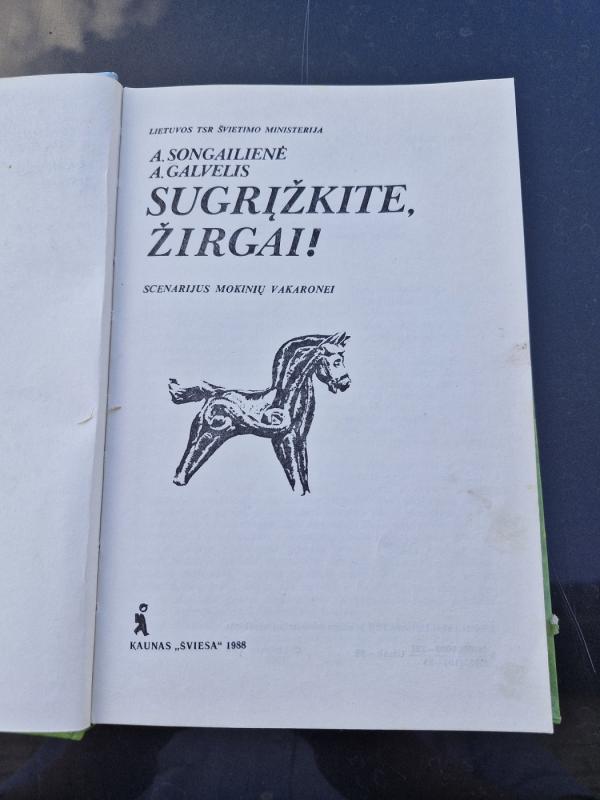 LIETUVOS TSR ŠVIETIMO MINISTERIJA
A. SONGAILIENĖ
A. GALVELIS
SUGRĮŽKITE,
ŽIRGAI!
SCENARIJUS MOKINIŲ VAKARONEI
KAUNAS „ŠVIESA“ 1988